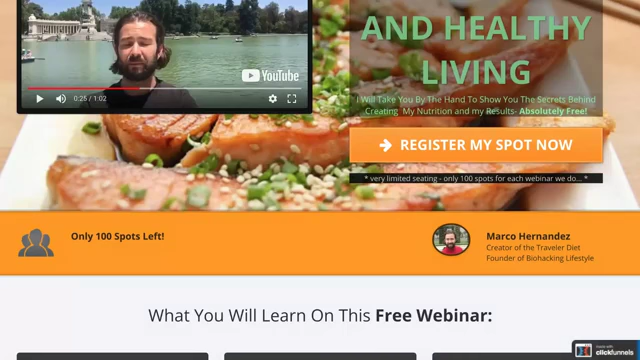 AND HEALTHY
LIVING
YouTube
0:25 / 1:02
I Will Take You By The Hand To Show You The Secrets Behind
Creating My Nutrition and my Results- Absolutely Free!
REGISTER MY SPOT NOW
* very limited seating - only 100 spots for each webinar we do... *
Only 100 Spots Left!
Marco Hernandez
Creator of the Traveler Diet
Founder of Biohacking Lifestyle
What You Will Learn On This Free Webinar:
made with
clickfunnels